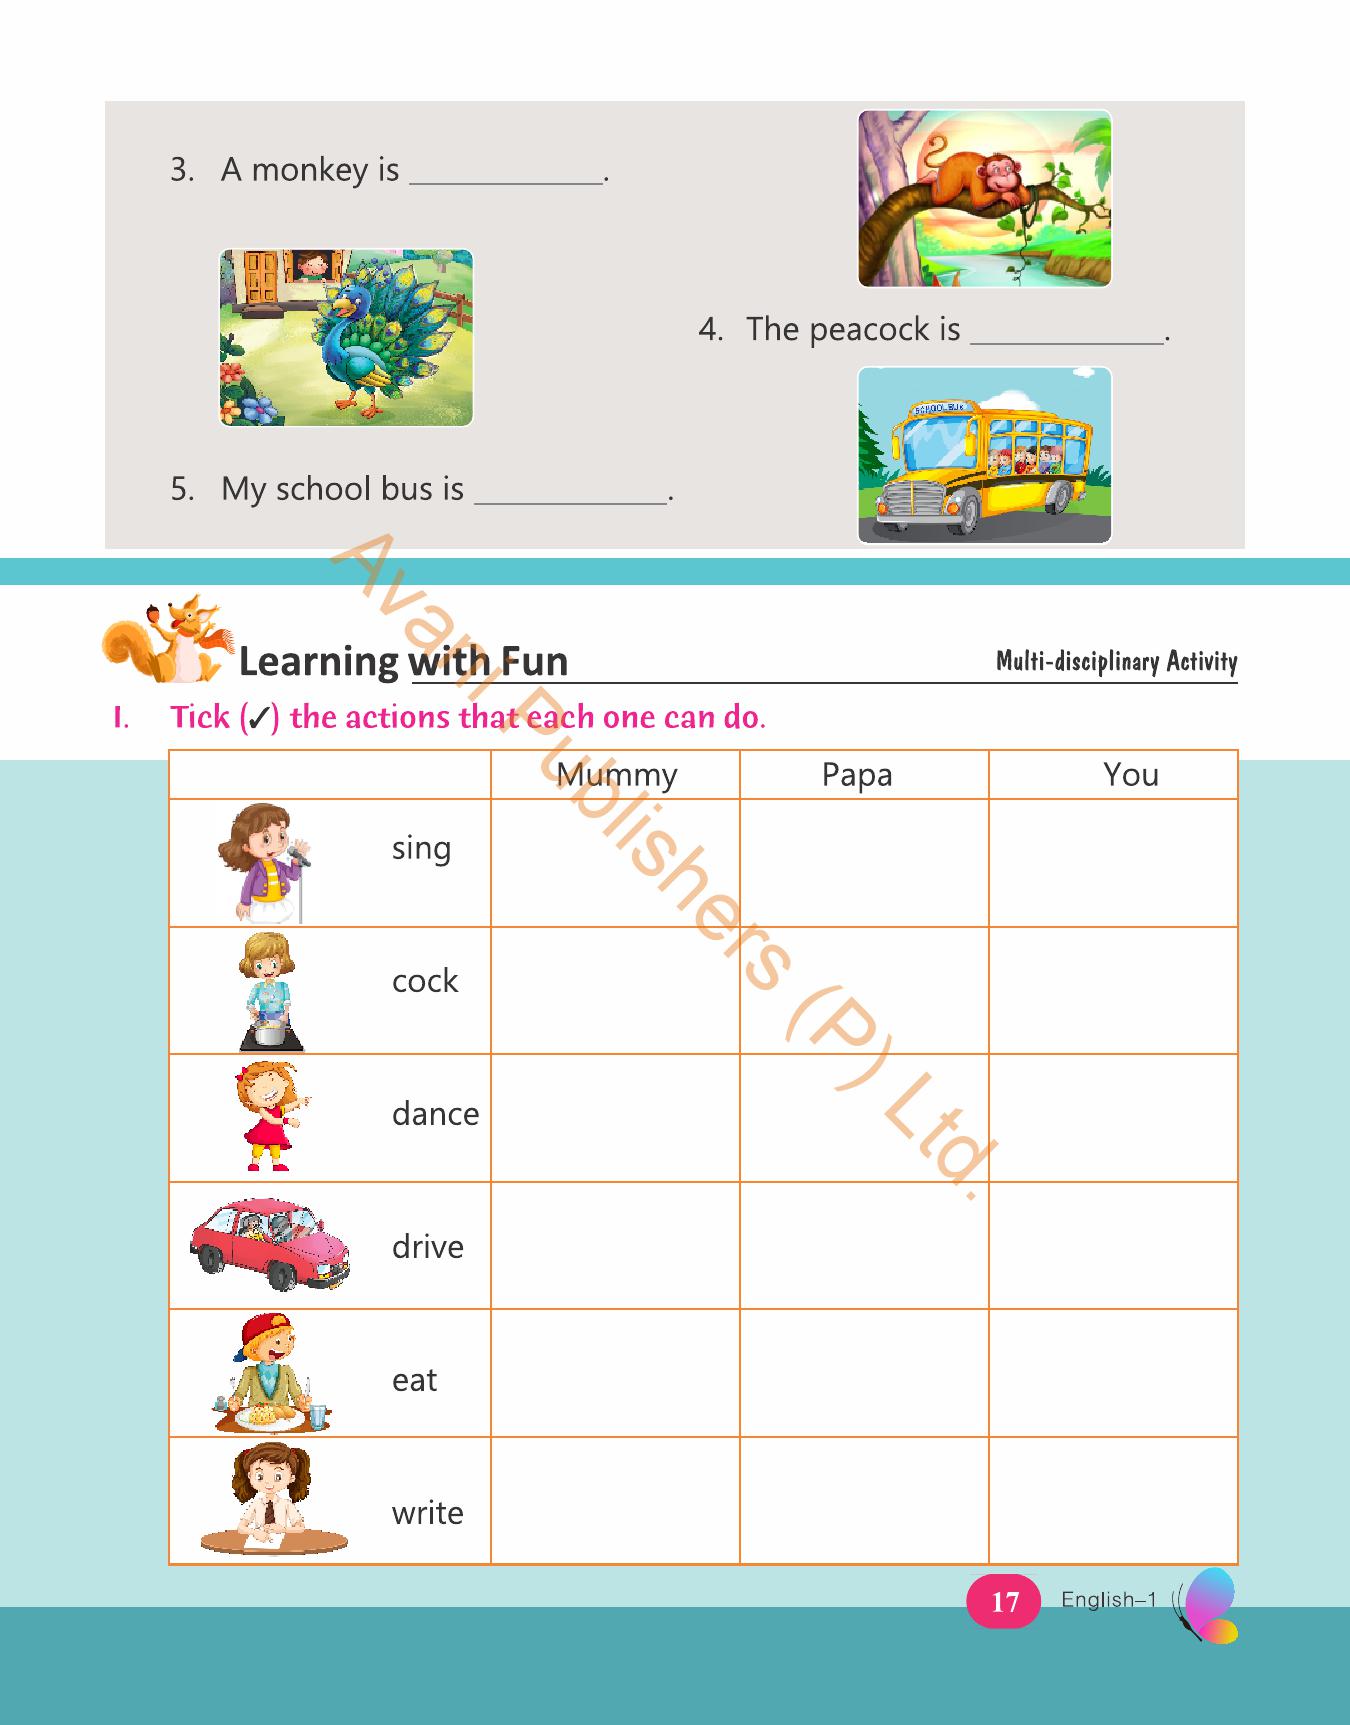 3. A monkey is ____________.
4. The peacock is ____________.
SCHOOL BUS
5. My school bus is ____________.
Learning with Fun
Multi-disciplinary Activity
I. Tick (✓) the actions that each one can do.
Mummy Papa You
sing
cock
dance
drive
eat
write
Avani Publishers (P) Ltd.
17 English–1